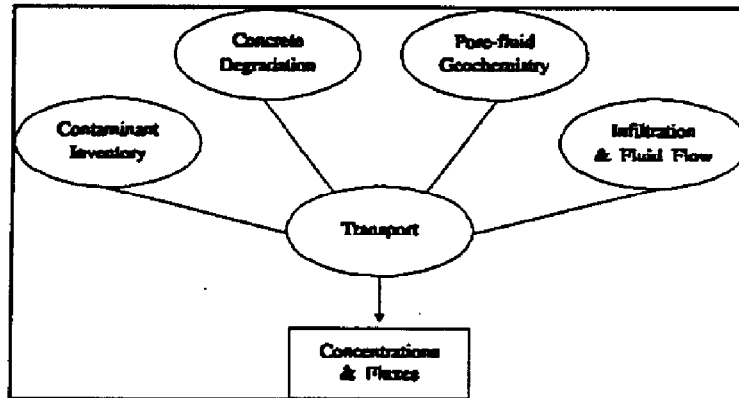 Concrete
Degradation
Pore-fluid
Geochemistry
Contaminant
Inventory
Infiltration
& Fluid Flow
Transport
Concentrations
& Fluxes